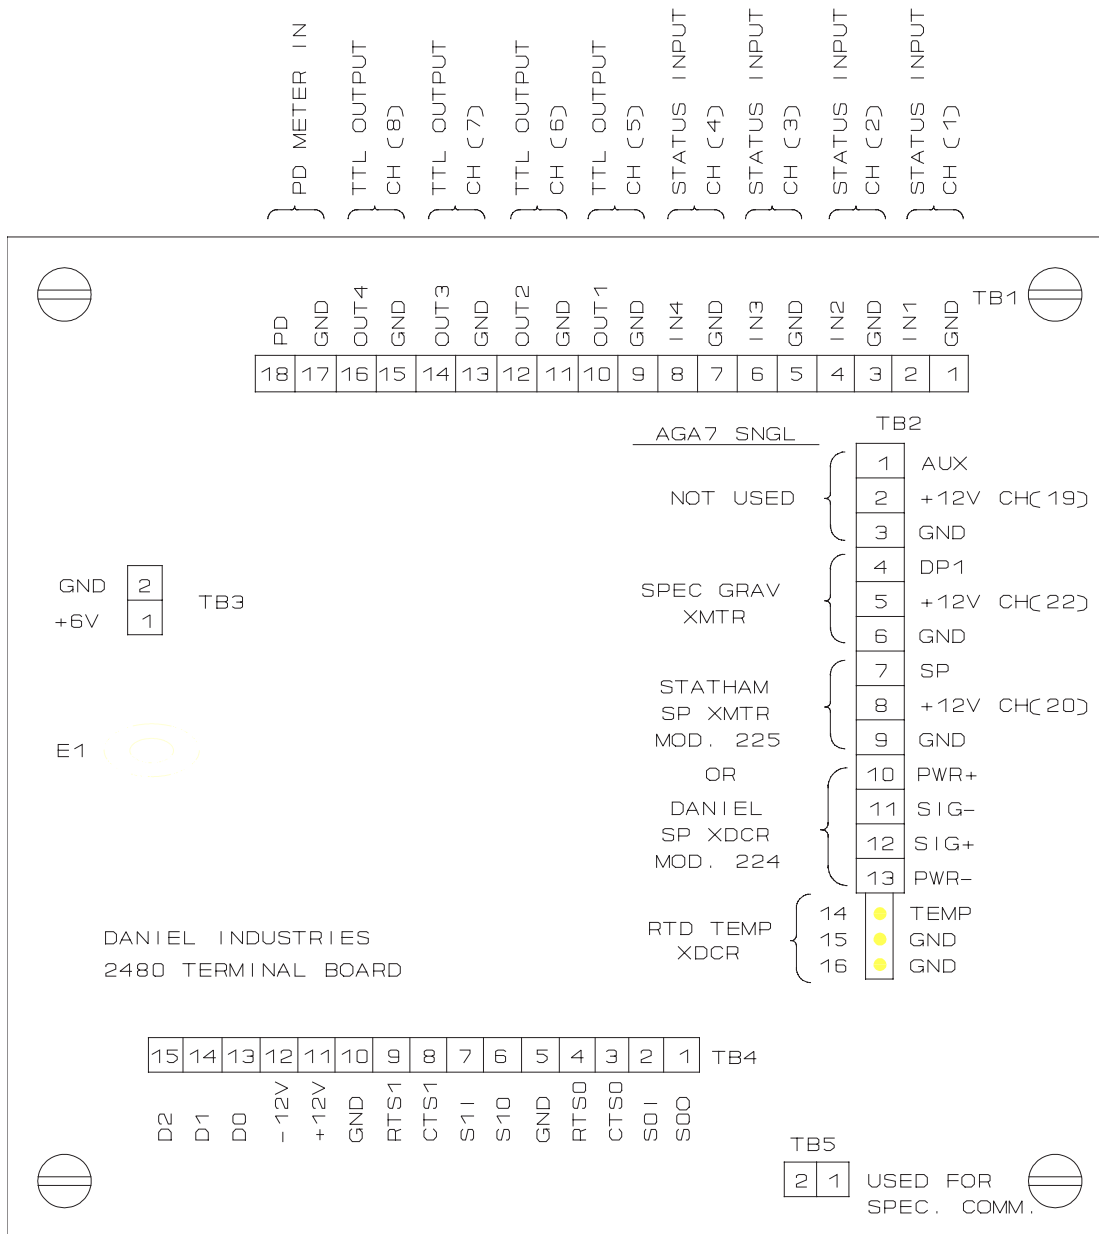 PD METER IN
TTL OUTPUT
CH (8)
TTL OUTPUT
CH (7)
TTL OUTPUT
CH (6)
TTL OUTPUT
CH (5)
STATUS INPUT
CH (4)
STATUS INPUT
CH (3)
STATUS INPUT
CH (2)
STATUS INPUT
CH (1)
TB1
PD GND OUT4 GND OUT3 GND OUT2 GND OUT1 GND IN4 GND IN3 GND IN2 GND IN1 GND
18 17 16 15 14 13 12 11 10 9 8 7 6 5 4 3 2 1
AGA7 SNGL
TB2
1 AUX
NOT USED 2 +12V CH(19)
3 GND
4 DP1
SPEC GRAV
XMTR
5 +12V CH(22)
6 GND
7 SP
STATHAM
SP XMTR
MOD. 225
8 +12V CH(20)
9 GND
OR
10 PWR+
DANIEL
SP XDCR
MOD. 224
11 SIG-
12 SIG+
13 PWR-
RTD TEMP
XDCR
14 TEMP
15 GND
16 GND
GND 2
+6V 1
TB3
E1
DANIEL INDUSTRIES
2480 TERMINAL BOARD
15 14 13 12 11 10 9 8 7 6 5 4 3 2 1 TB4
D2 D1 D0 -12V +12V GND RTS1 CTS1 S1I S1O GND RTS0 CTS0 S0I S0O
TB5
2 1 USED FOR
SPEC. COMM.